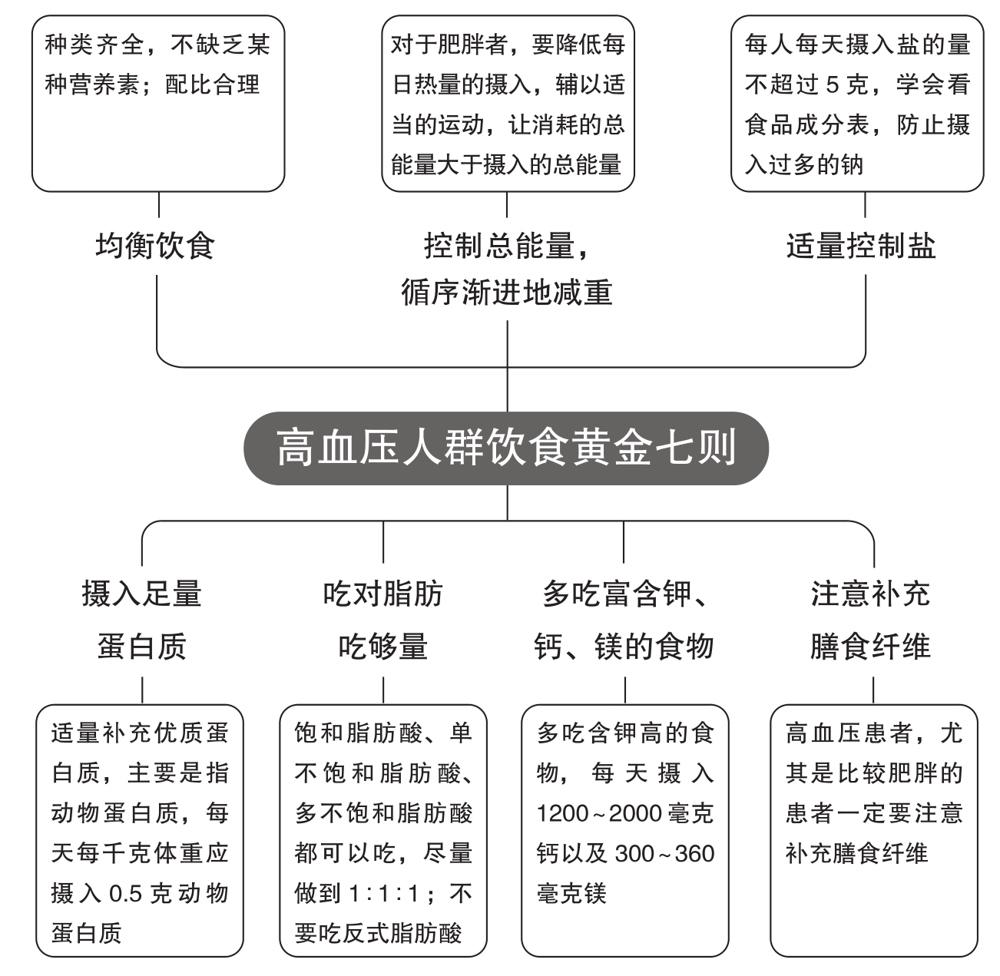 种类齐全，不缺乏某
种营养素；配比合理
对于肥胖者，要降低每
日热量的摄入，辅以适
当的运动，让消耗的总
能量大于摄入的总能量
每人每天摄入盐的量
不超过 5 克，学会看
食品成分表，防止摄
入过多的钠
均衡饮食
控制总能量，
循序渐进地减重
适量控制盐
高血压人群饮食黄金七则
摄入足量
蛋白质
吃对脂肪
吃够量
多吃富含钾、
钙、镁的食物
注意补充
膳食纤维
适量补充优质蛋
白质，主要是指
动物蛋白质，每
天每千克体重应
摄入 0.5 克动物
蛋白质
饱和脂肪酸、单
不饱和脂肪酸、
多不饱和脂肪酸
都可以吃，尽量
做到 1:1:1；不
要吃反式脂肪酸
多吃含钾高的食
物，每天摄入
1200~2000 毫克
钙以及 300~360
毫克镁
高血压患者，尤
其是比较肥胖的
患者一定要注意
补充膳食纤维